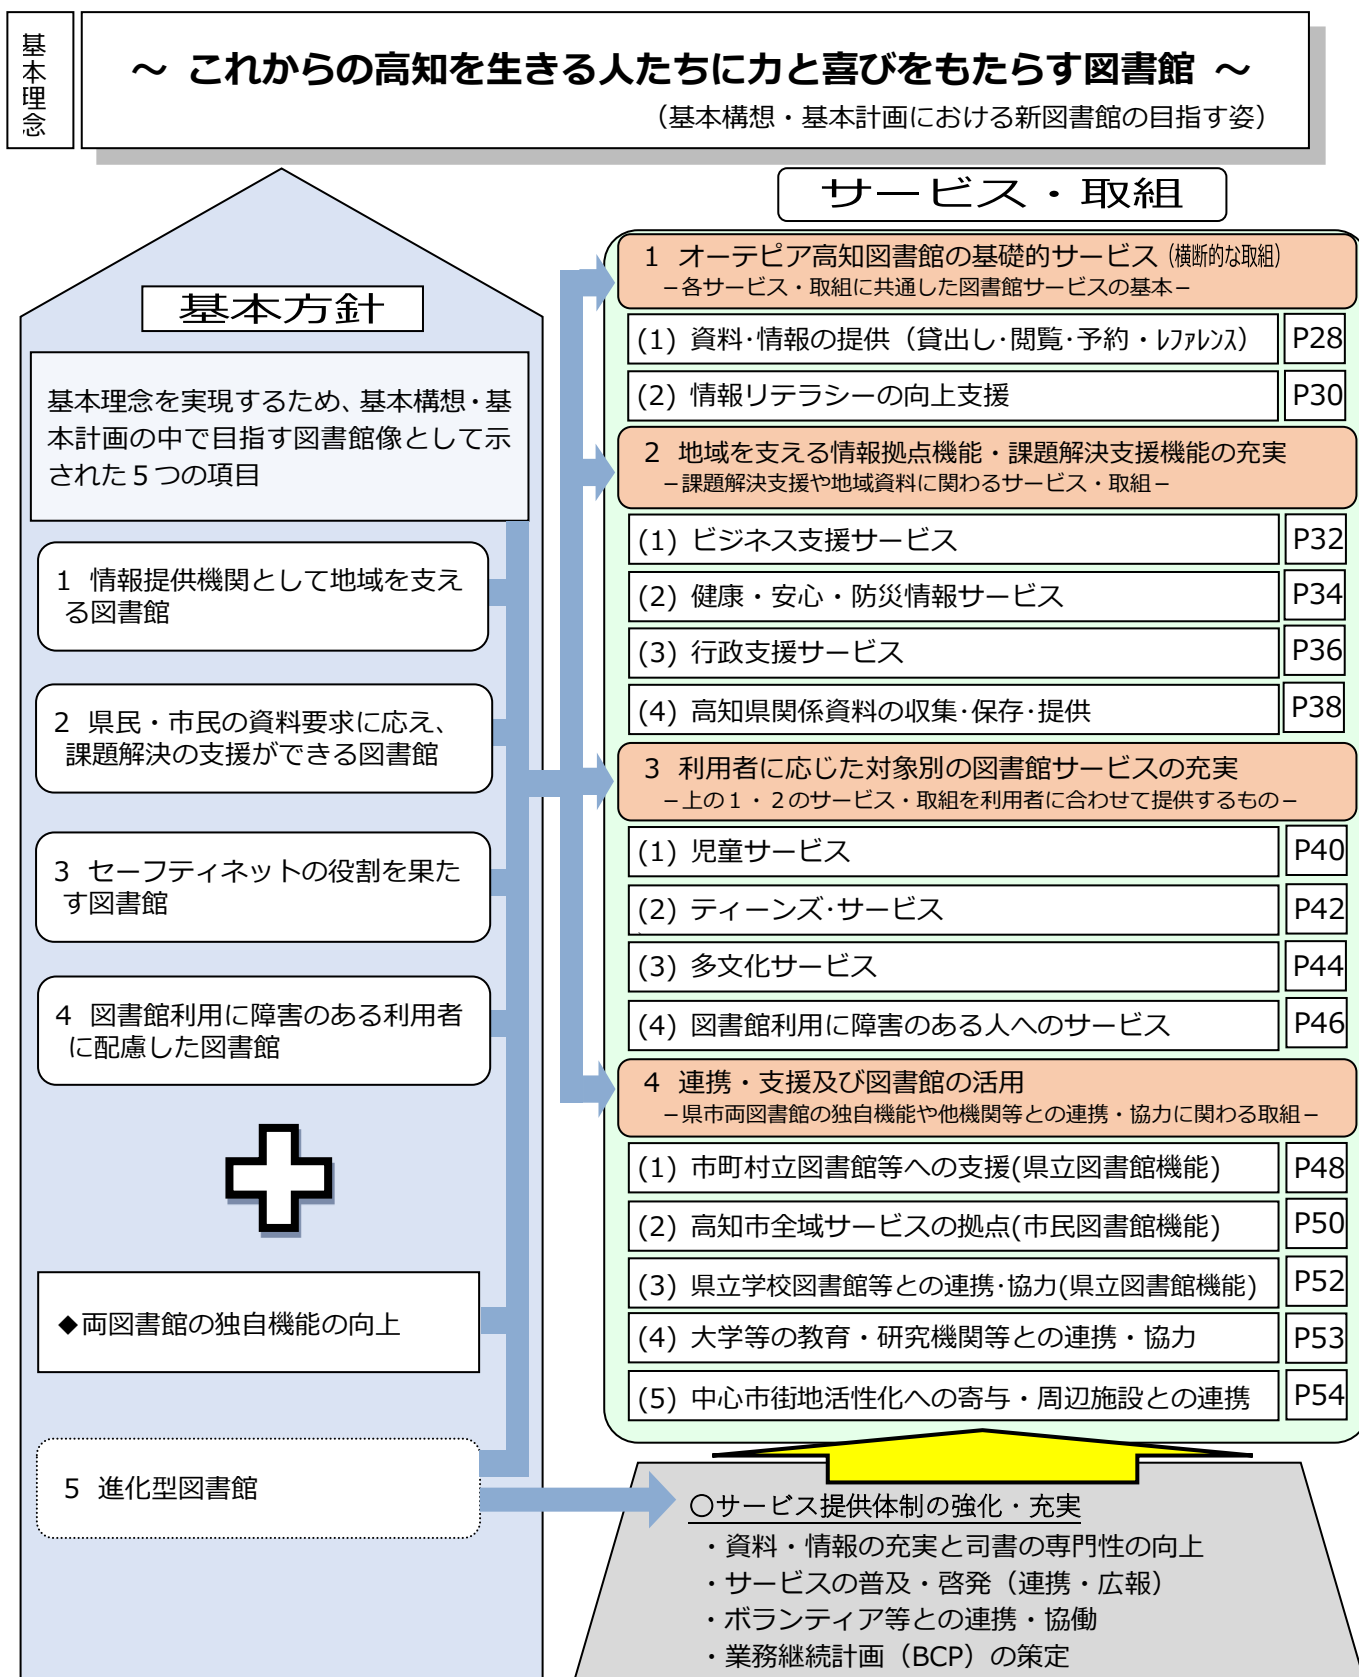 基本理念
～ これからの高知を生きる人たちに力と喜びをもたらす図書館 ～
（基本構想・基本計画における新図書館の目指す姿）
基本方針
基本理念を実現するため、基本構想・基
本計画の中で目指す図書館像として示
された５つの項目
1 情報提供機関として地域を支え
る図書館
2 県民・市民の資料要求に応え、
課題解決の支援ができる図書館
3 セーフティネットの役割を果た
す図書館
4 図書館利用に障害のある利用者
に配慮した図書館
◆両図書館の独自機能の向上
5 進化型図書館
サービス・取組
1 オーテピア高知図書館の基礎的サービス（横断的な取組）
－各サービス・取組に共通した図書館サービスの基本－
(1) 資料・情報の提供（貸出し・閲覧・予約・ﾚﾌｧﾚﾝｽ） P28
(2) 情報リテラシーの向上支援 P30
2 地域を支える情報拠点機能・課題解決支援機能の充実
－課題解決支援や地域資料に関わるサービス・取組－
(1) ビジネス支援サービス P32
(2) 健康・安心・防災情報サービス P34
(3) 行政支援サービス P36
(4) 高知県関係資料の収集・保存・提供 P38
3 利用者に応じた対象別の図書館サービスの充実
－上の１・２のサービス・取組を利用者に合わせて提供するもの－
(1) 児童サービス P40
(2) ティーンズ・サービス P42
(3) 多文化サービス P44
(4) 図書館利用に障害のある人へのサービス P46
4 連携・支援及び図書館の活用
－県市両図書館の独自機能や他機関等との連携・協力に関わる取組－
(1) 市町村立図書館等への支援(県立図書館機能) P48
(2) 高知市全域サービスの拠点(市民図書館機能) P50
(3) 県立学校図書館等との連携・協力(県立図書館機能) P52
(4) 大学等の教育・研究機関等との連携・協力 P53
(5) 中心市街地活性化への寄与・周辺施設との連携 P54
〇サービス提供体制の強化・充実
・資料・情報の充実と司書の専門性の向上
・サービスの普及・啓発（連携・広報）
・ボランティア等との連携・協働
・業務継続計画（BCP）の策定